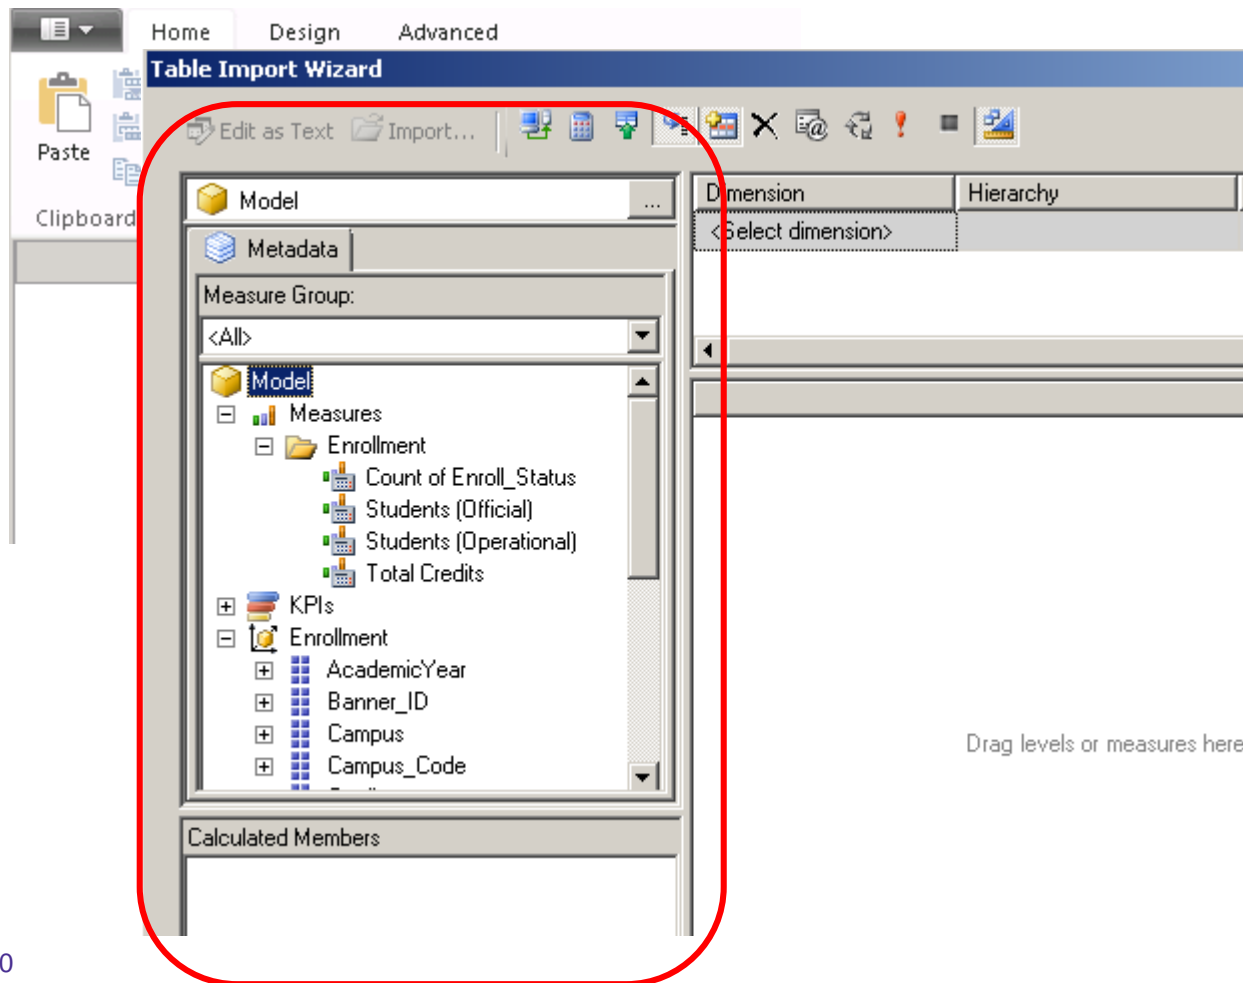 Home Design Advanced
Table Import Wizard
Edit as Text Import...
Paste
Clipboard
Model ...
Dimension Hierarchy
<Select dimension>
Metadata
Measure Group:
<All>
Model
Measures
Enrollment
Count of Enroll_Status
Students (Official)
Students (Operational)
Total Credits
KPIs
Enrollment
AcademicYear
Banner_ID
Campus
Campus_Code
Drag levels or measures here
Calculated Members
0